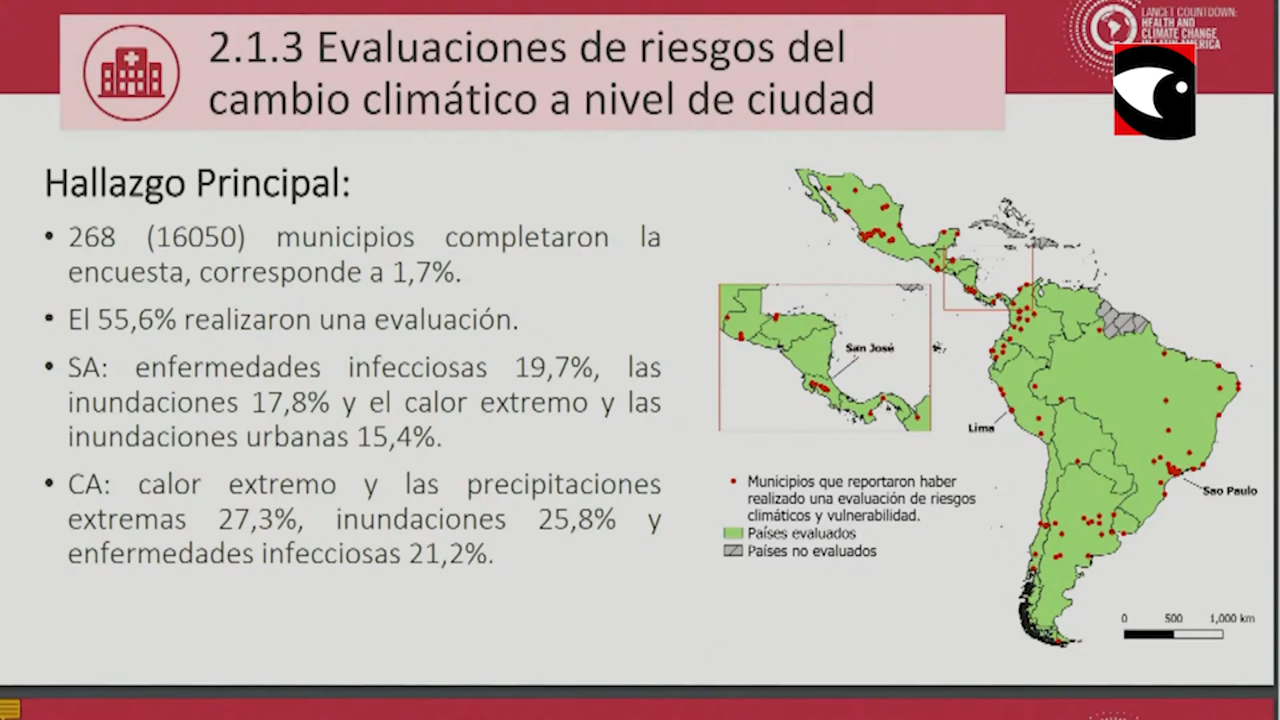 LANCET COUNTDOWN:
HEALTH AND
CLIMATE CHANGE
IN LATIN AMERICA
2.1.3 Evaluaciones de riesgos del
cambio climático a nivel de ciudad
Hallazgo Principal:
• 268 (16050) municipios completaron la
encuesta, corresponde a 1,7%.
• El 55,6% realizaron una evaluación.
• SA: enfermedades infecciosas 19,7%, las
inundaciones 17,8% y el calor extremo y las
inundaciones urbanas 15,4%.
• CA: calor extremo y las precipitaciones
extremas 27,3%, inundaciones 25,8% y
enfermedades infecciosas 21,2%.
San José
Lima
Sao Paulo
Municipios que reportaron haber
realizado una evaluación de riesgos
climáticos y vulnerabilidad.
Países evaluados
Países no evaluados
0 500 1,000 km